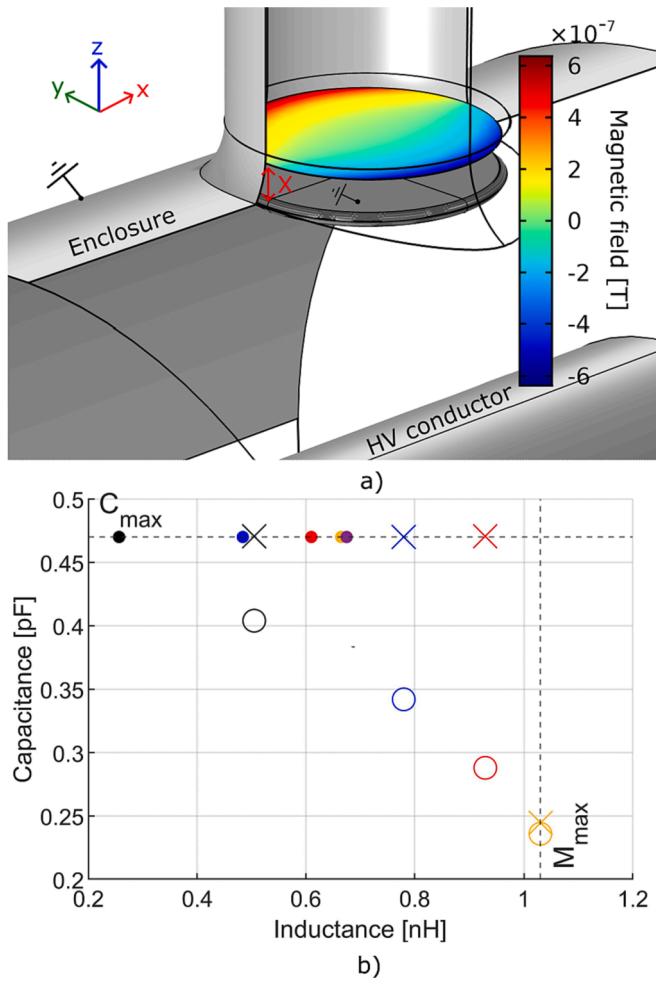 ×10⁻⁷
z
y
x
6
4
2
0
-2
-4
-6
Magnetic field [T]
X
Enclosure
HV conductor
a)
0.5
0.45
0.4
0.35
0.3
0.25
0.2
Capacitance [pF]
C_max
M_max
0.2
0.4
0.6
0.8
1
1.2
Inductance [nH]
b)